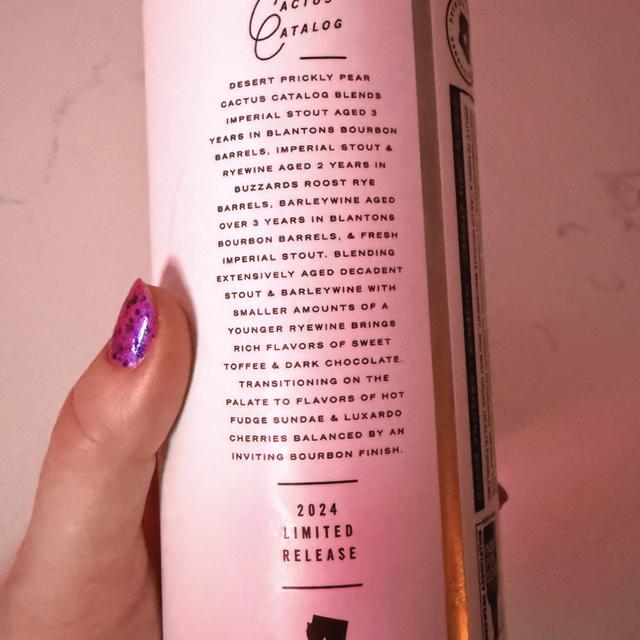 Cactus
Catalog
DESERT PRICKLY PEAR
CACTUS CATALOG BLENDS
IMPERIAL STOUT AGED 3
YEARS IN BLANTONS BOURBON
BARRELS, IMPERIAL STOUT &
RYEWINE AGED 2 YEARS IN
BUZZARDS ROOST RYE
BARRELS, BARLEYWINE AGED
OVER 3 YEARS IN BLANTONS
BOURBON BARRELS, & FRESH
IMPERIAL STOUT. BLENDING
EXTENSIVELY AGED DECADENT
STOUT & BARLEYWINE WITH
SMALLER AMOUNTS OF A
YOUNGER RYEWINE BRINGS
RICH FLAVORS OF SWEET
TOFFEE & DARK CHOCOLATE.
TRANSITIONING ON THE
PALATE TO FLAVORS OF HOT
FUDGE SUNDAE & LUXARDO
CHERRIES BALANCED BY AN
INVITING BOURBON FINISH.
2024
LIMITED
RELEASE